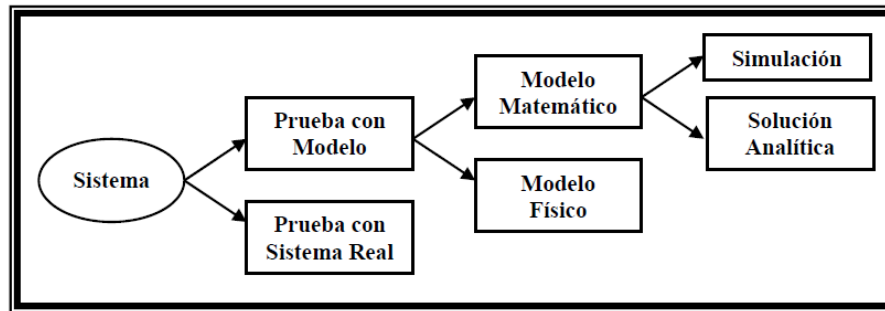 Sistema
Prueba con
Modelo
Prueba con
Sistema Real
Modelo
Matemático
Modelo
Físico
Simulación
Solución
Analítica